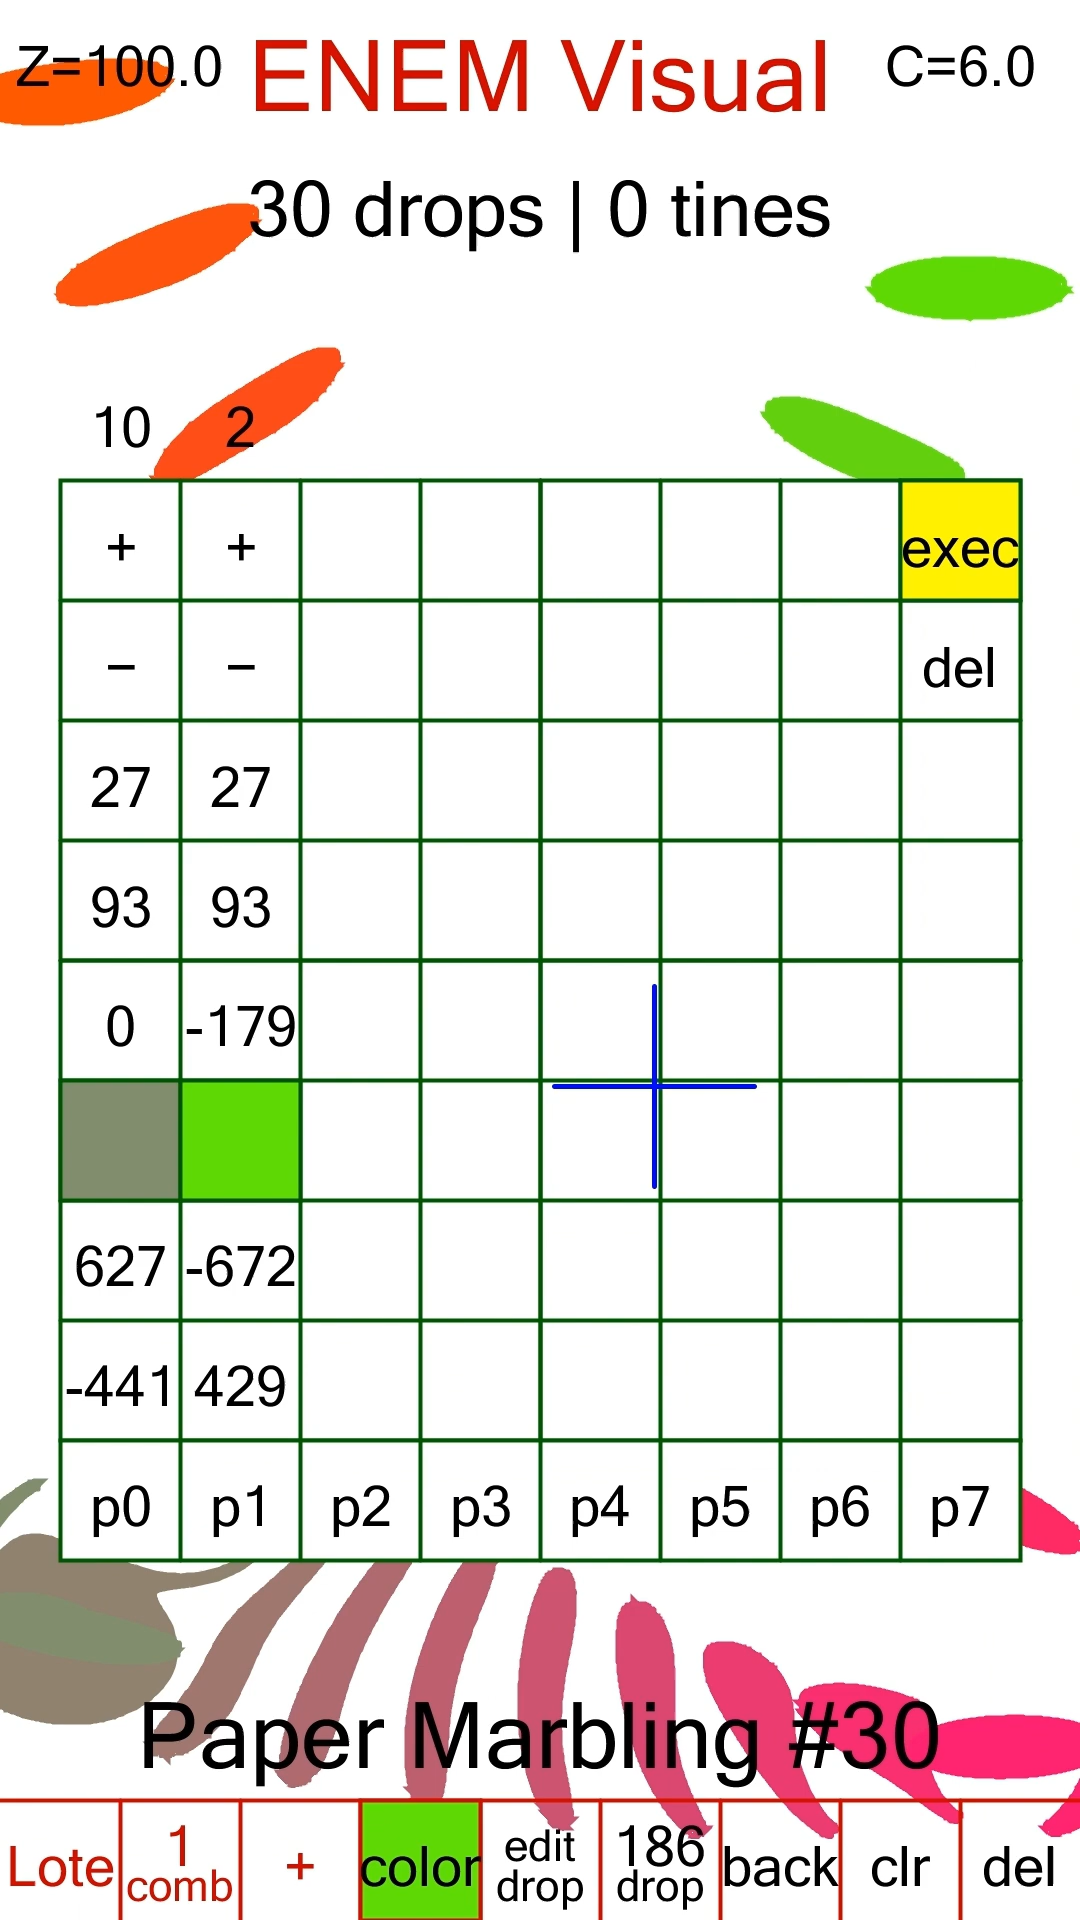 Z=100.0 ENEM Visual C=6.0
30 drops | 0 tines
10 2
+ + exec
− − del
27 27
93 93
0 -179
627 -672
-441 429
p0 p1 p2 p3 p4 p5 p6 p7
Paper Marbling #30
Lote 1 comb + color edit drop 186 drop back clr del